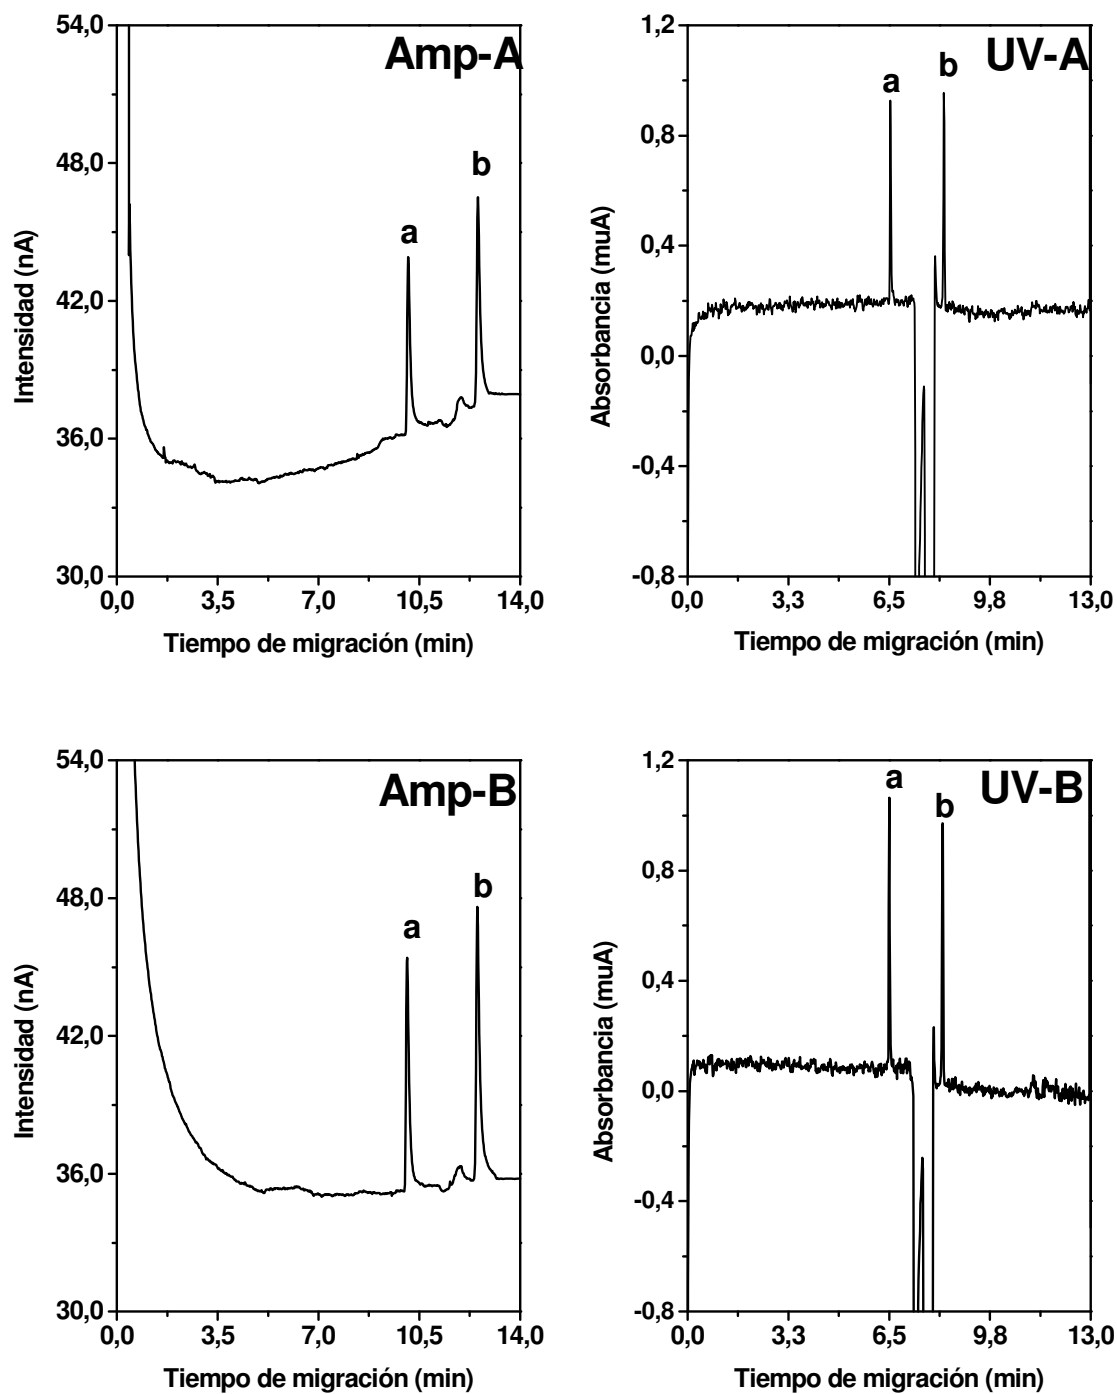 Amp-A
54,0
48,0
42,0
36,0
30,0
Intensidad (nA)
a
b
0,0 3,5 7,0 10,5 14,0
Tiempo de migración (min)
UV-A
1,2
0,8
0,4
0,0
-0,4
-0,8
Absorbancia (muA)
a
b
0,0 3,3 6,5 9,8 13,0
Tiempo de migración (min)
Amp-B
54,0
48,0
42,0
36,0
30,0
Intensidad (nA)
a
b
0,0 3,5 7,0 10,5 14,0
Tiempo de migración (min)
UV-B
1,2
0,8
0,4
0,0
-0,4
-0,8
Absorbancia (muA)
a
b
0,0 3,3 6,5 9,8 13,0
Tiempo de migración (min)